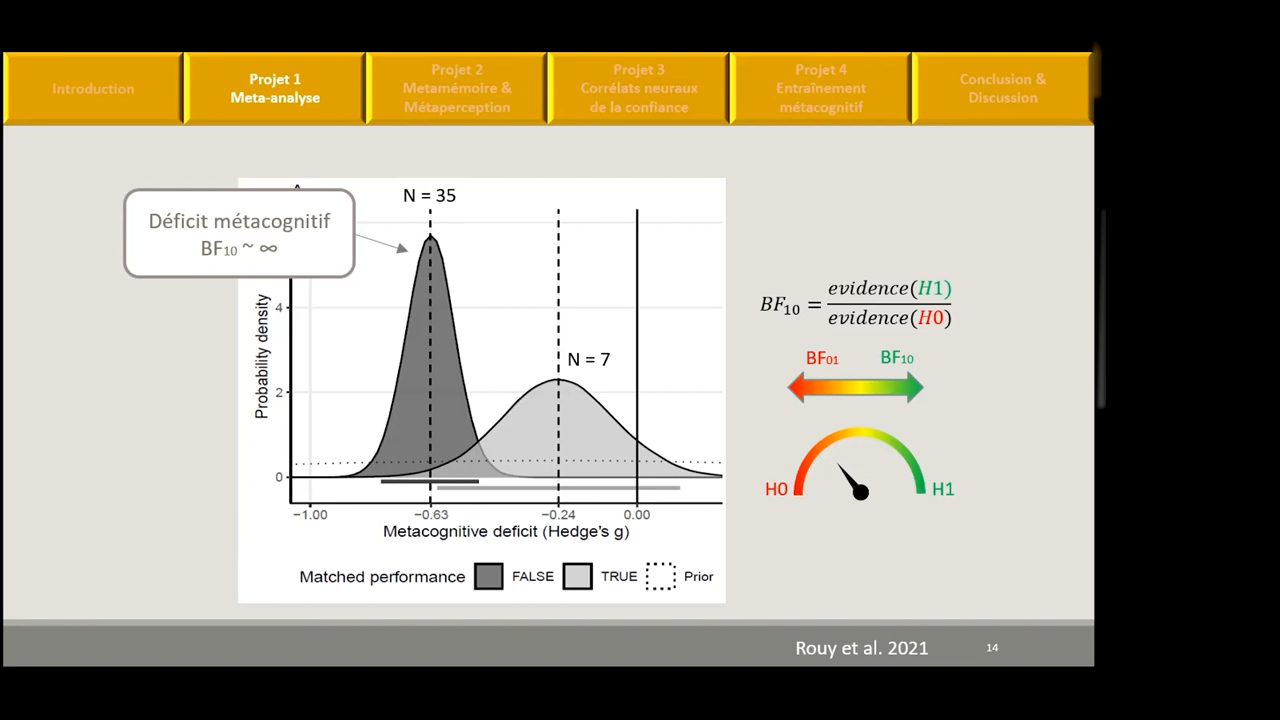 Introduction
Projet 1
Meta-analyse
Projet 2
Metamémoire &
Métaperception
Projet 3
Corrélats neuraux
de la confiance
Projet 4
Entraînement
métacognitif
Conclusion &
Discussion
N = 35
Déficit métacognitif
BF10 ~ ∞
N = 7
Probability density
4
2
0
−1.00
−0.63
−0.24
0.00
Metacognitive deficit (Hedge's g)
Matched performance FALSE TRUE Prior
BF10 = evidence(H1)
evidence(H0)
BF01 BF10
H0 H1
Rouy et al. 2021
14